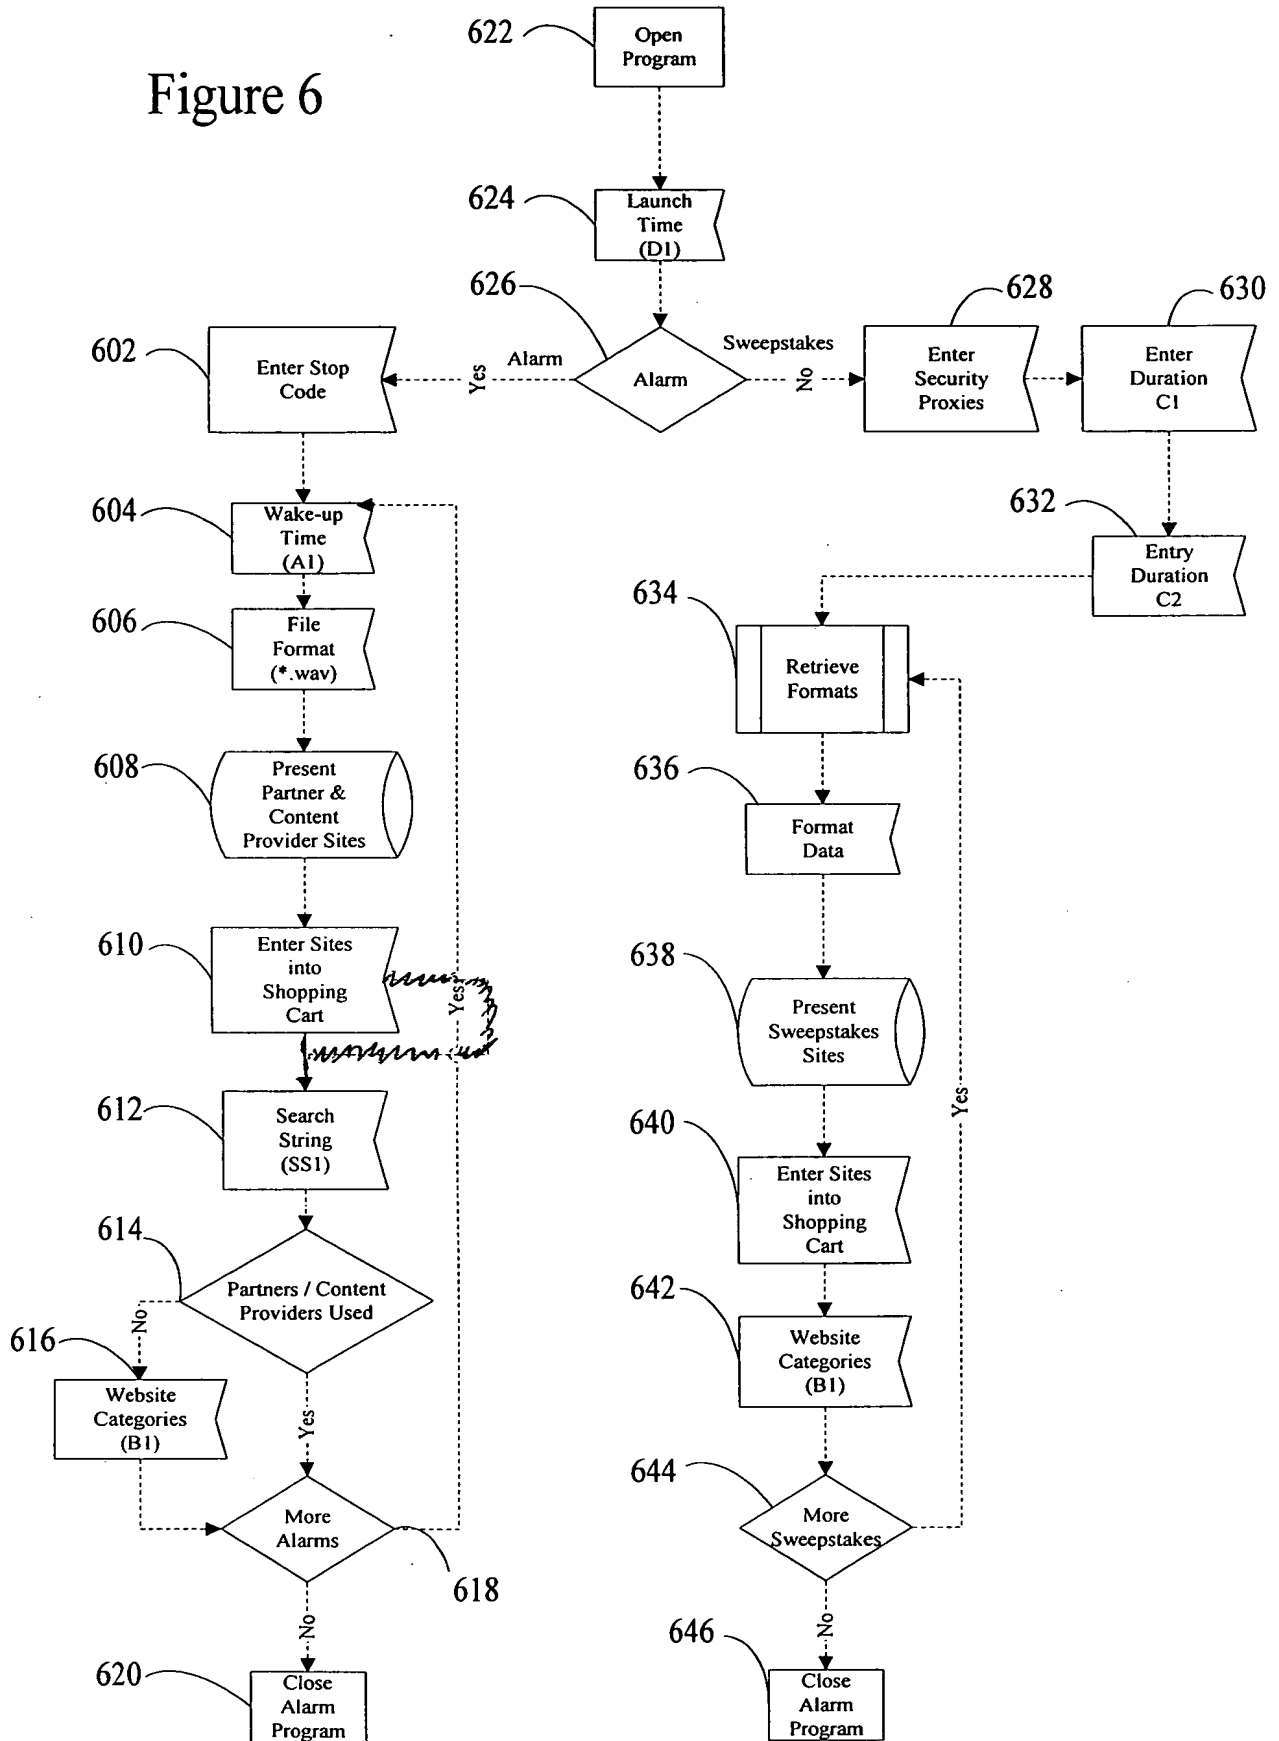 Figure 6
622
Open
Program
624
Launch
Time
(D1)
626
Alarm
Alarm
Yes
Sweepstakes
No
602
Enter Stop
Code
628
Enter
Security
Proxies
630
Enter
Duration
C1
632
Entry
Duration
C2
604
Wake-up
Time
(A1)
606
File
Format
(*.wav)
608
Present
Partner &
Content
Provider Sites
610
Enter Sites
into
Shopping
Cart
Yes
612
Search
String
(SS1)
614
Partners / Content
Providers Used
No
616
Website
Categories
(B1)
Yes
More
Alarms
618
No
620
Close
Alarm
Program
634
Retrieve
Formats
636
Format
Data
638
Present
Sweepstakes
Sites
640
Enter Sites
into
Shopping
Cart
Yes
642
Website
Categories
(B1)
644
More
Sweepstakes
No
646
Close
Alarm
Program